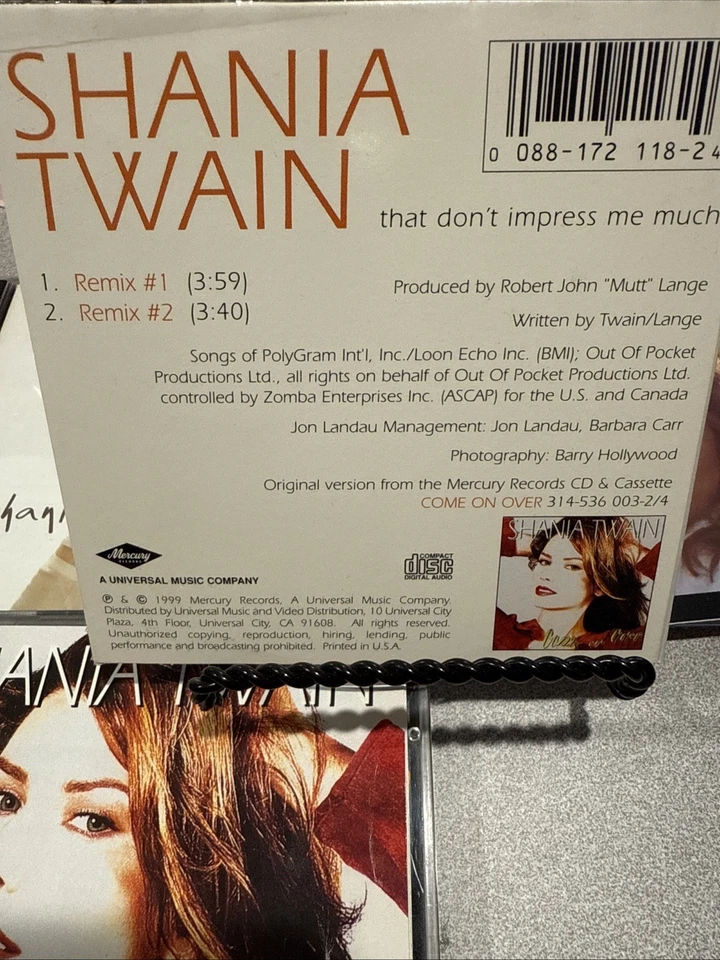 SHANIA
TWAIN
0 088-172 118-2 4
that don't impress me much
1. Remix #1 (3:59)
2. Remix #2 (3:40)
Produced by Robert John "Mutt" Lange
Written by Twain/Lange
Songs of PolyGram Int'l, Inc./Loon Echo Inc. (BMI); Out Of Pocket
Productions Ltd., all rights on behalf of Out Of Pocket Productions Ltd.
controlled by Zomba Enterprises Inc. (ASCAP) for the U.S. and Canada
Jon Landau Management: Jon Landau, Barbara Carr
Photography: Barry Hollywood
Original version from the Mercury Records CD & Cassette
COME ON OVER 314-536 003-2/4
SHANIA TWAIN
Come on Over
Mercury
RECORDS
A UNIVERSAL MUSIC COMPANY
COMPACT
disc
DIGITAL AUDIO
℗ & © 1999 Mercury Records, A Universal Music Company.
Distributed by Universal Music and Video Distribution, 10 Universal City
Plaza, 4th Floor, Universal City, CA 91608. All rights reserved.
Unauthorized copying, reproduction, hiring, lending, public
performance and broadcasting prohibited. Printed in U.S.A.
ANIA TWAIN